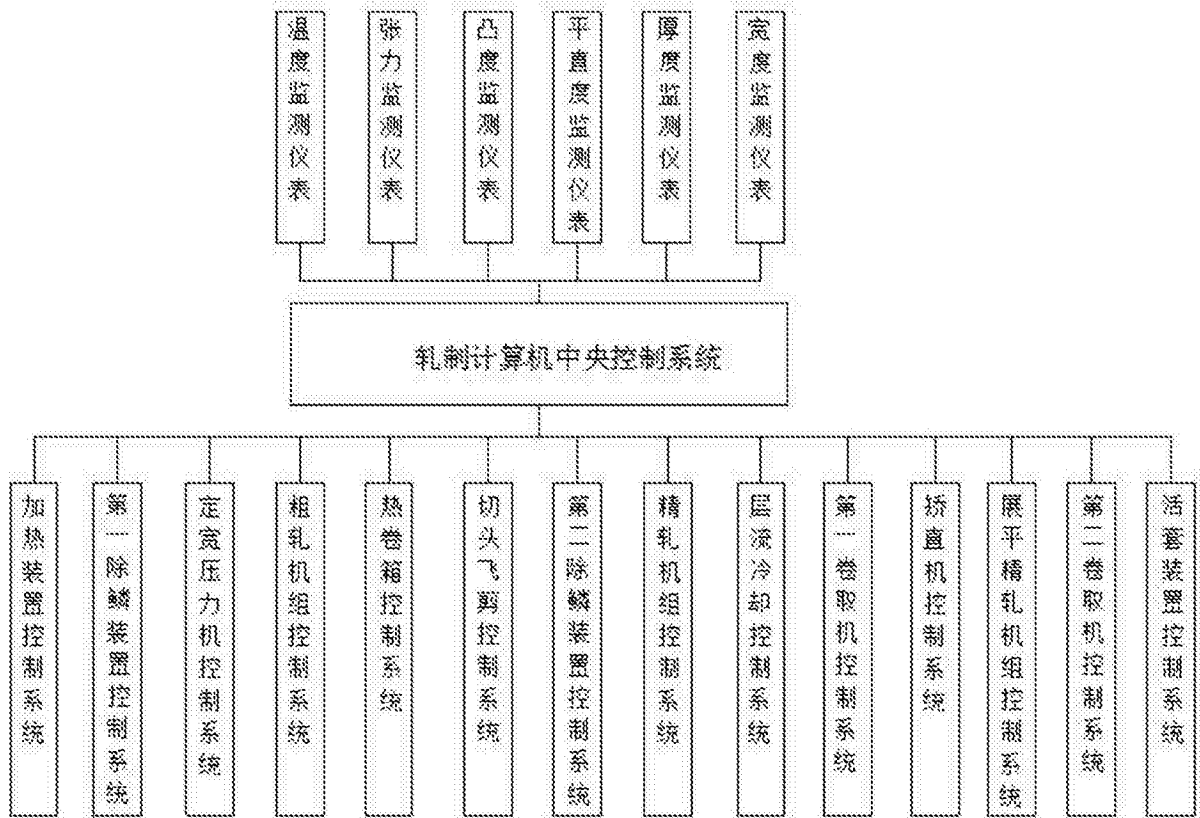 温度监测仪表
张力监测仪表
凸度监测仪表
平直度监测仪表
厚度监测仪表
宽度监测仪表
轧制计算机中央控制系统
加热装置控制系统
第一除鳞装置控制系统
定宽压力机控制系统
粗轧机组控制系统
热卷箱控制系统
切头飞剪控制系统
第二除鳞装置控制系统
精轧机组控制系统
层流冷却控制系统
第一卷取机控制系统
矫直机控制系统
展平精轧机组控制系统
第二卷取机控制系统
活套装置控制系统